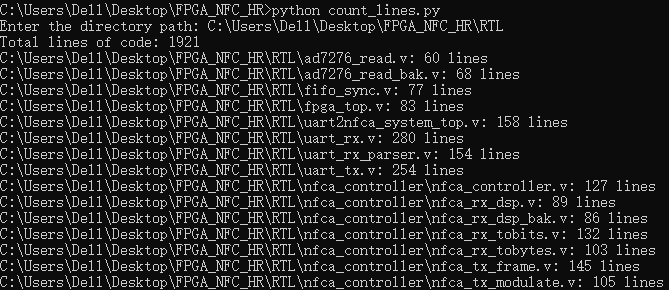 C:\Users\Dell\Desktop\FPGA_NFC_HR>python count_lines.py
Enter the directory path: C:\Users\Dell\Desktop\FPGA_NFC_HR\RTL
Total lines of code: 1921
C:\Users\Dell\Desktop\FPGA_NFC_HR\RTL\ad7276_read.v: 60 lines
C:\Users\Dell\Desktop\FPGA_NFC_HR\RTL\ad7276_read_bak.v: 68 lines
C:\Users\Dell\Desktop\FPGA_NFC_HR\RTL\fifo_sync.v: 77 lines
C:\Users\Dell\Desktop\FPGA_NFC_HR\RTL\fpga_top.v: 83 lines
C:\Users\Dell\Desktop\FPGA_NFC_HR\RTL\uart2nfca_system_top.v: 158 lines
C:\Users\Dell\Desktop\FPGA_NFC_HR\RTL\uart_rx.v: 280 lines
C:\Users\Dell\Desktop\FPGA_NFC_HR\RTL\uart_rx_parser.v: 154 lines
C:\Users\Dell\Desktop\FPGA_NFC_HR\RTL\uart_tx.v: 254 lines
C:\Users\Dell\Desktop\FPGA_NFC_HR\RTL\nfca_controller\nfca_controller.v: 127 lines
C:\Users\Dell\Desktop\FPGA_NFC_HR\RTL\nfca_controller\nfca_rx_dsp.v: 89 lines
C:\Users\Dell\Desktop\FPGA_NFC_HR\RTL\nfca_controller\nfca_rx_dsp_bak.v: 86 lines
C:\Users\Dell\Desktop\FPGA_NFC_HR\RTL\nfca_controller\nfca_rx_tobits.v: 132 lines
C:\Users\Dell\Desktop\FPGA_NFC_HR\RTL\nfca_controller\nfca_rx_tobytes.v: 103 lines
C:\Users\Dell\Desktop\FPGA_NFC_HR\RTL\nfca_controller\nfca_tx_frame.v: 145 lines
C:\Users\Dell\Desktop\FPGA_NFC_HR\RTL\nfca_controller\nfca_tx_modulate.v: 105 lines